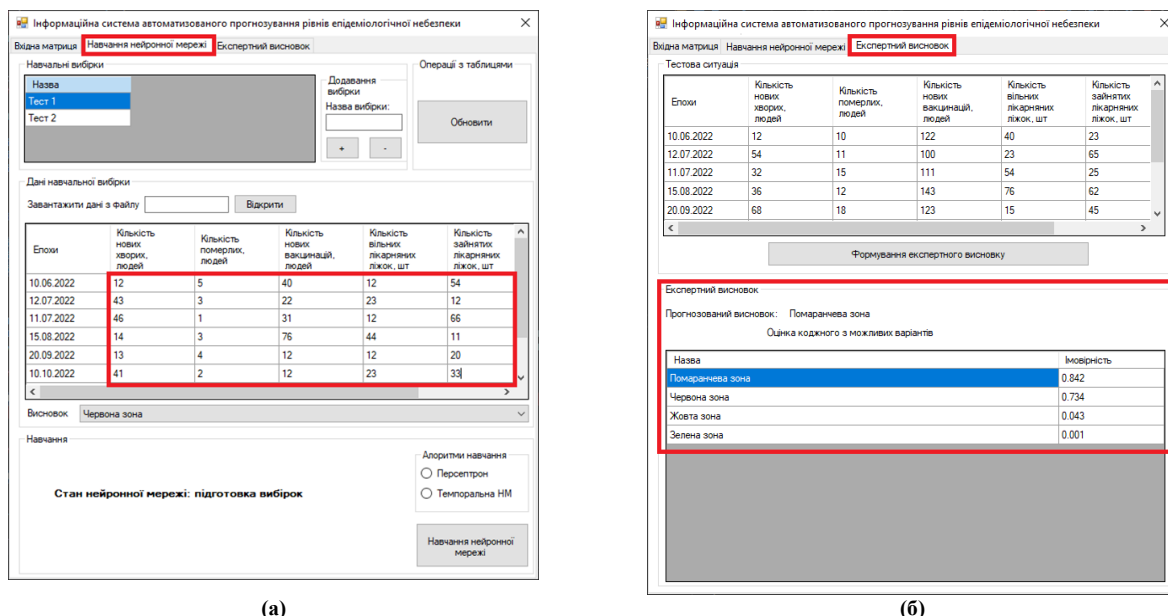 Інформаційна система автоматизованого прогнозування рівнів епідеміологічної небезпеки
Вхідна матриця Навчання нейронної мережі Експертний висновок
Навчальні вибірки
Назва
Тест 1
Тест 2
Додавання
вибірки
Назва вибірки:
+ -
Операції з таблицями
Обновити
Дані навчальної вибірки
Завантажити дані з файлу Відкрити
Епохи Кількість нових хворих, людей Кількість померлих, людей Кількість нових вакцинацій, людей Кількість вільних лікарняних ліжок, шт Кількість зайнятих лікарняних ліжок, шт
10.06.2022 12 5 40 12 54
12.07.2022 43 3 22 23 12
11.07.2022 46 1 31 12 66
15.08.2022 14 3 76 44 11
20.09.2022 13 4 12 12 20
10.10.2022 41 2 12 23 33
Висновок Червона зона
Навчання
Стан нейронної мережі: підготовка вибірок
Алоритми навчання
Персептрон
Темпоральна НМ
Навчання нейронної
мережі
(а)
Інформаційна система автоматизованого прогнозування рівнів епідеміологічної небезпеки
Вхідна матриця Навчання нейронної мережі Експертний висновок
Тестова ситуація
Епохи Кількість нових хворих, людей Кількість померлих, людей Кількість нових вакцинацій, людей Кількість вільних лікарняних ліжок, шт Кількість зайнятих лікарняних ліжок, шт
10.06.2022 12 10 122 40 23
12.07.2022 54 11 100 23 65
11.07.2022 32 15 111 54 25
15.08.2022 36 12 143 76 62
20.09.2022 68 18 123 15 45
Формування експертного висновку
Експертний висновок
Прогнозований висновок: Помаранчева зона
Оцінка коджного з можливих варіантів
Назва Імовірність
Помаранчева зона 0.842
Червона зона 0.734
Жовта зона 0.043
Зелена зона 0.001
(б)